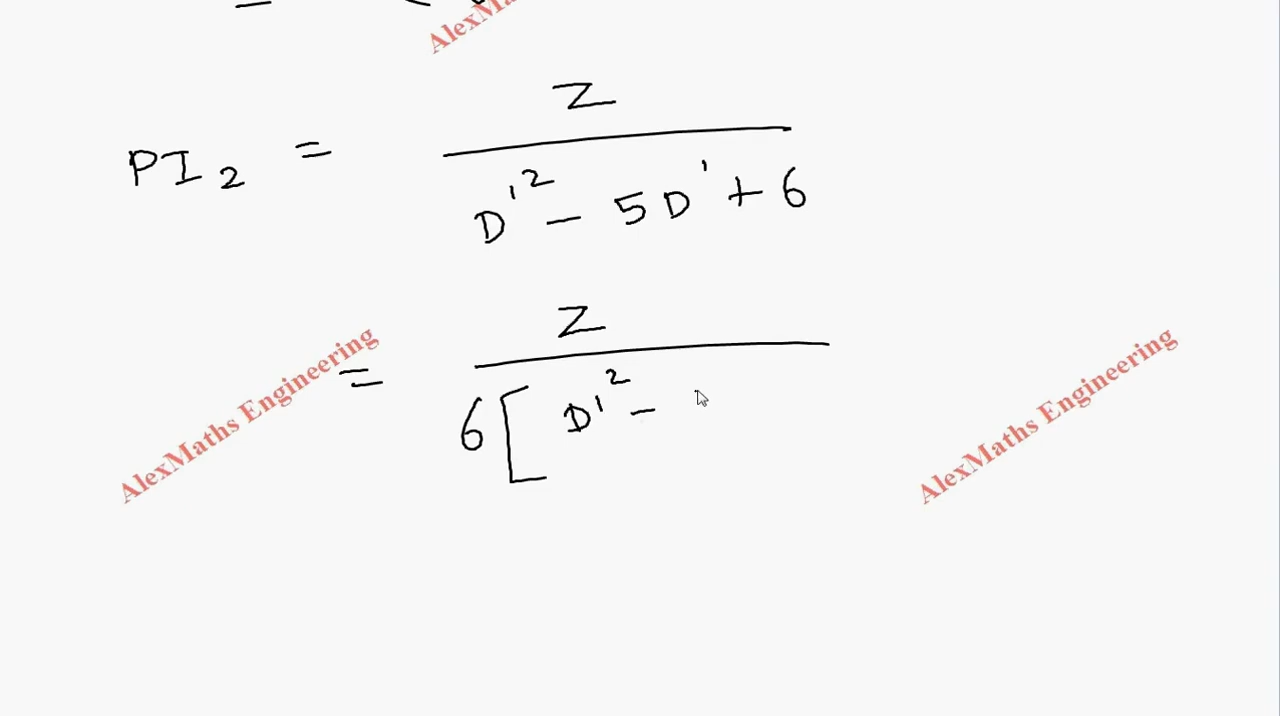 AlexMa
PI₂ = z / (D'² - 5D' + 6)
= z / 6[ D'² -
AlexMaths Engineering
AlexMaths Engineering